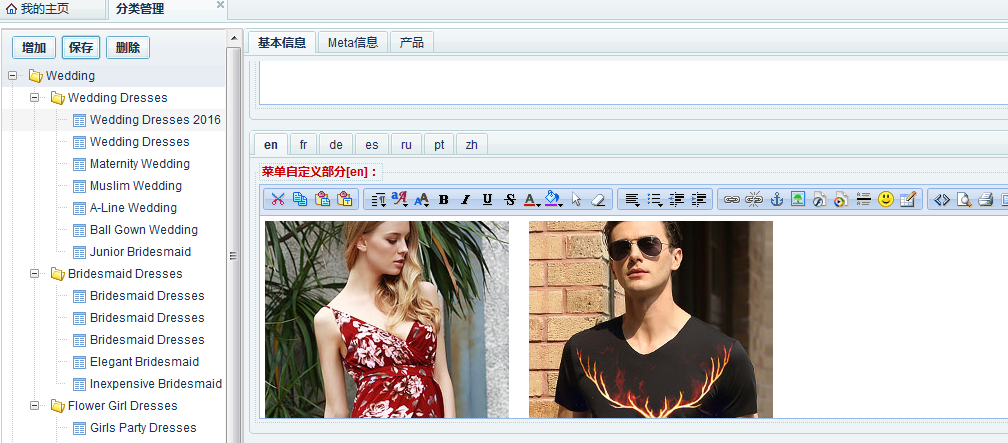 我的主页
分类管理
增加 保存 删除
Wedding
Wedding Dresses
Wedding Dresses 2016
Wedding Dresses
Maternity Wedding
Muslim Wedding
A-Line Wedding
Ball Gown Wedding
Junior Bridesmaid
Bridesmaid Dresses
Bridesmaid Dresses
Bridesmaid Dresses
Bridesmaid Dresses
Elegant Bridesmaid
Inexpensive Bridesmaid
Flower Girl Dresses
Girls Party Dresses
基本信息 Meta信息 产品
en fr de es ru pt zh
菜单自定义部分[en]：